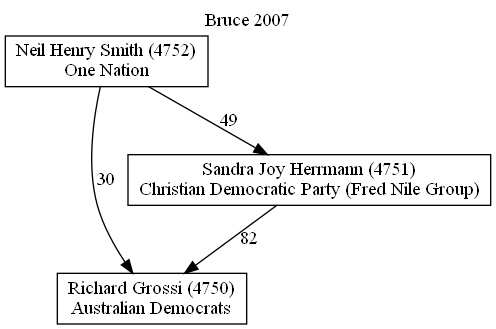 Bruce 2007
Neil Henry Smith (4752)
One Nation
49
Sandra Joy Herrmann (4751)
Christian Democratic Party (Fred Nile Group)
30
82
Richard Grossi (4750)
Australian Democrats